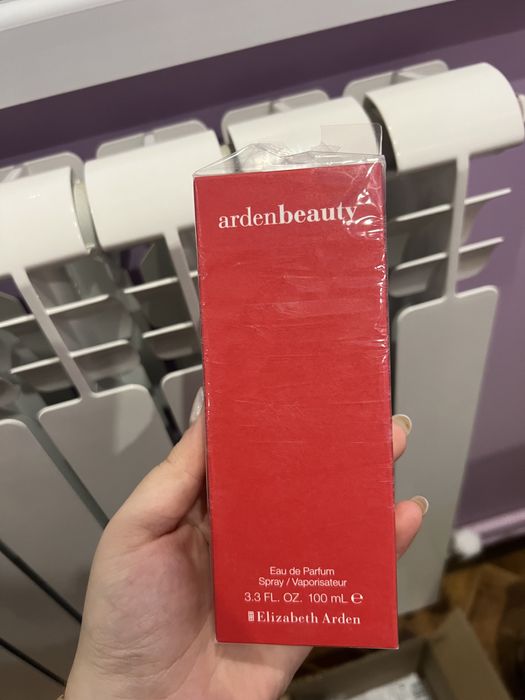 ardenbeauty
Eau de Parfum
Spray / Vaporisateur
3.3 FL. OZ. 100 mL ℮
Elizabeth Arden